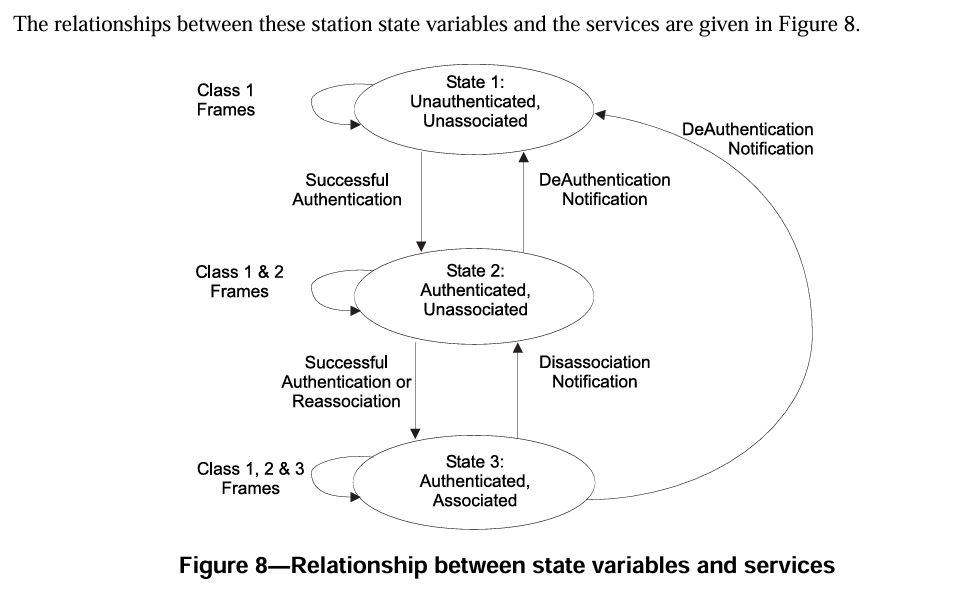 The relationships between these station state variables and the services are given in Figure 8.
Class 1
Frames
State 1:
Unauthenticated,
Unassociated
DeAuthentication
Notification
Successful
Authentication
DeAuthentication
Notification
Class 1 & 2
Frames
State 2:
Authenticated,
Unassociated
Successful
Authentication or
Reassociation
Disassociation
Notification
Class 1, 2 & 3
Frames
State 3:
Authenticated,
Associated
Figure 8—Relationship between state variables and services